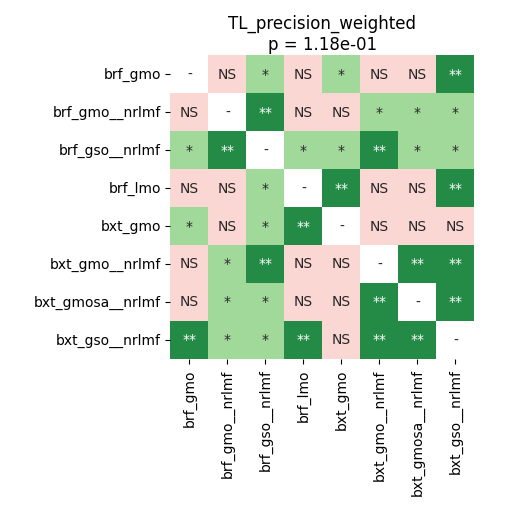 TL_precision_weighted
p = 1.18e-01
brf_gmo - NS * NS * NS NS **
brf_gmo__nrlmf NS - ** NS NS * * *
brf_gso__nrlmf * ** - * * ** * *
brf_lmo NS NS * - ** NS NS **
bxt_gmo * NS * ** - NS NS NS
bxt_gmo__nrlmf NS * ** NS NS - ** **
bxt_gmosa__nrlmf NS * * NS NS ** - **
bxt_gso__nrlmf ** * * ** NS ** ** -
brf_gmo
brf_gmo__nrlmf
brf_gso__nrlmf
brf_lmo
bxt_gmo
bxt_gmo__nrlmf
bxt_gmosa__nrlmf
bxt_gso__nrlmf